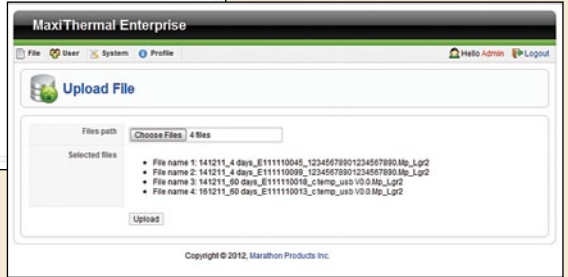 MaxiThermal Enterprise
File User System Profile Hello Admin Logout
Upload File
Files path Choose Files 4 files
Selected files
File name 1: 141211_4 days_E111110045_12345678901234567890.Mp_Lgr2
File name 2: 141211_4 days_E111110099_12345678901234567890.Mp_Lgr2
File name 3: 141211_60 days_E111110018_c temp_usb V0.0.Mp_Lgr2
File name 4: 161211_60 days_E111110013_c temp_usb V0.0.Mp_Lgr2
Upload
Copyright © 2012, Marathon Products Inc.